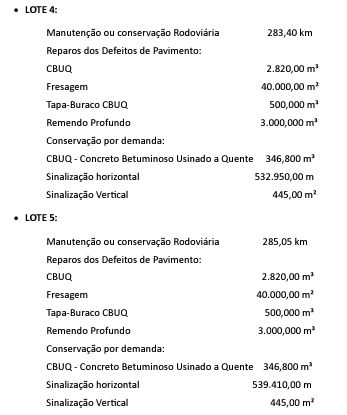 • LOTE 4:
Manutenção ou conservação Rodoviária 283,40 km
Reparos dos Defeitos de Pavimento:
CBUQ 2.820,00 m³
Fresagem 40.000,00 m²
Tapa-Buraco CBUQ 500,000 m³
Remendo Profundo 3.000,000 m³
Conservação por demanda:
CBUQ - Concreto Betuminoso Usinado a Quente 346,800 m³
Sinalização horizontal 532.950,00 m
Sinalização Vertical 445,00 m²
• LOTE 5:
Manutenção ou conservação Rodoviária 285,05 km
Reparos dos Defeitos de Pavimento:
CBUQ 2.820,00 m³
Fresagem 40.000,00 m²
Tapa-Buraco CBUQ 500,000 m³
Remendo Profundo 3.000,000 m³
Conservação por demanda:
CBUQ - Concreto Betuminoso Usinado a Quente 346,800 m³
Sinalização horizontal 539.410,00 m
Sinalização Vertical 445,00 m²